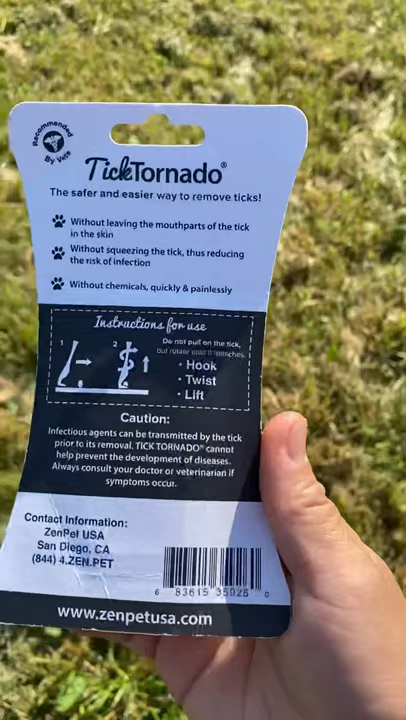 Recommended
By Vets
TickTornado®
The safer and easier way to remove ticks!
Without leaving the mouthparts of the tick
in the skin
Without squeezing the tick, thus reducing
the risk of infection
Without chemicals, quickly & painlessly
Instructions for use
Do not pull on the tick,
but rotate until it detaches.
1
2
• Hook
• Twist
• Lift
Caution:
Infectious agents can be transmitted by the tick
prior to its removal. TICK TORNADO® cannot
help prevent the development of diseases.
Always consult your doctor or veterinarian if
symptoms occur.
Contact Information:
ZenPet USA
San Diego, CA
(844) 4.ZEN.PET
6 83615 35925 0
www.zenpetusa.com